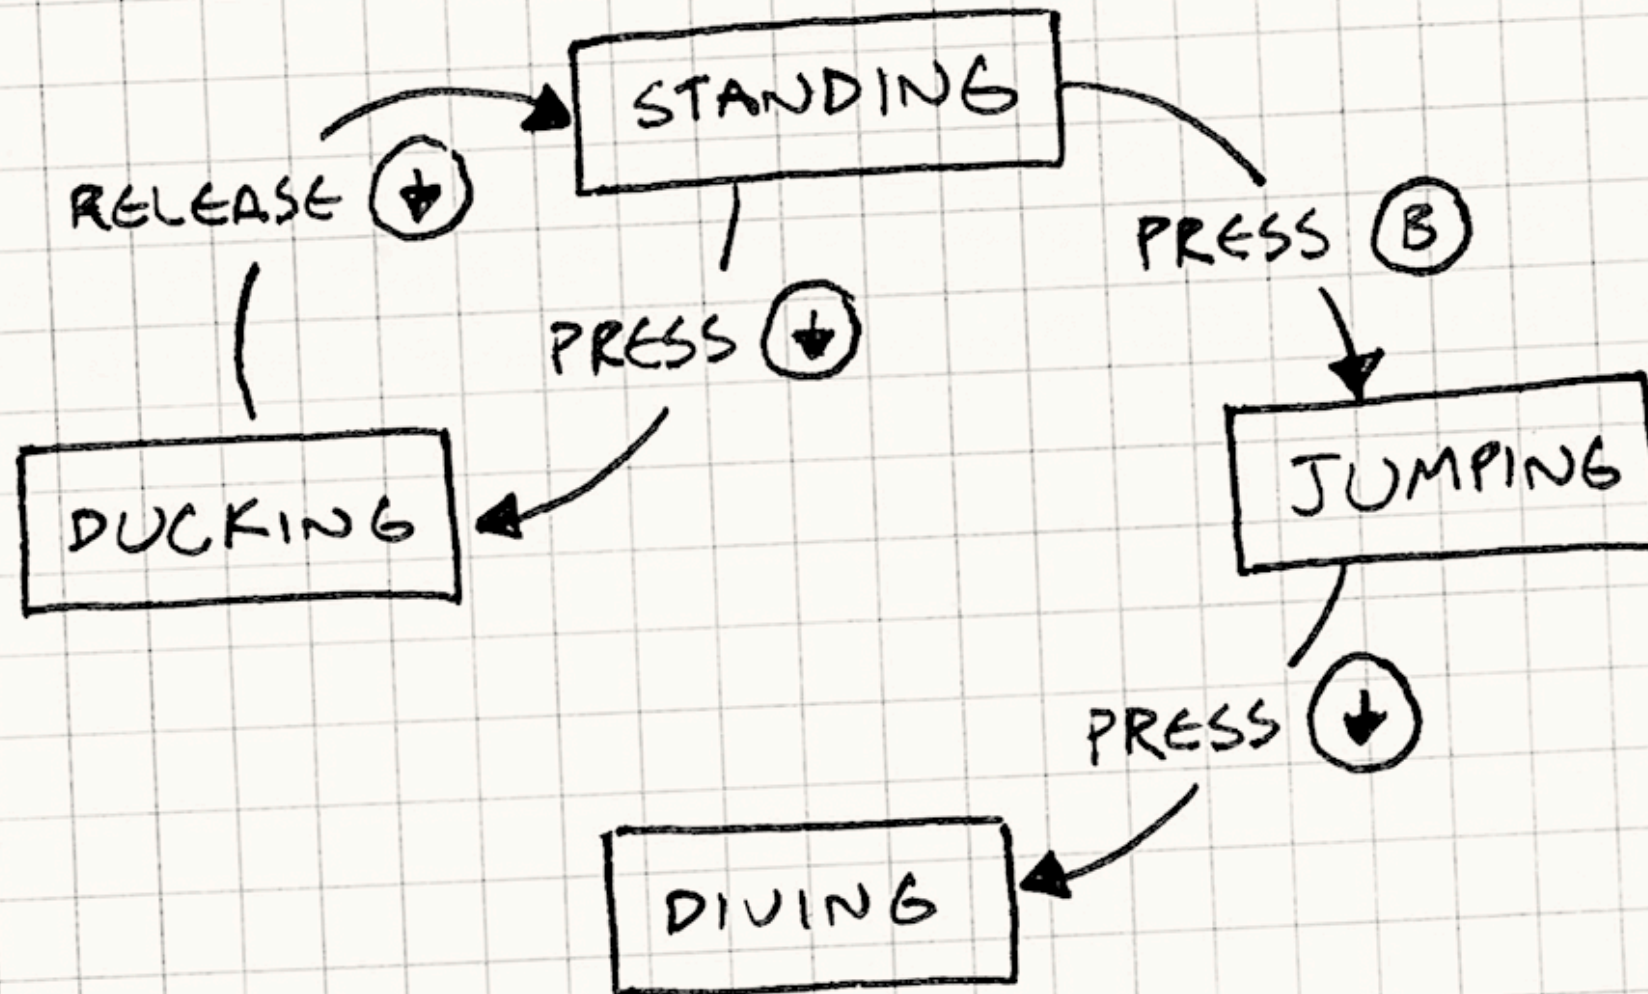 STANDING
RELEASE ↓
PRESS B
PRESS ↓
DUCKING
JUMPING
PRESS ↓
DIVING